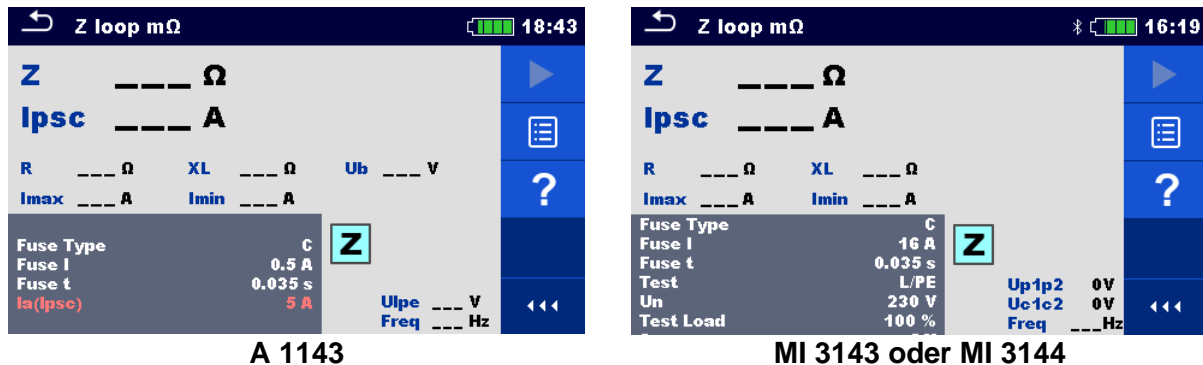 Z loop mΩ 18:43
Z ___ Ω
Ipsc ___ A
R ___ Ω XL ___ Ω Ub ___ V
Imax ___ A Imin ___ A
Fuse Type C
Fuse I 0.5 A
Fuse t 0.035 s
Ia(Ipsc) 5 A
Z
Ulpe ___ V
Freq ___ Hz
?
A 1143
Z loop mΩ 16:19
Z ___ Ω
Ipsc ___ A
R ___ Ω XL ___ Ω
Imax ___ A Imin ___ A
Fuse Type C
Fuse I 16 A
Fuse t 0.035 s
Test L/PE
Un 230 V
Test Load 100 %
Z
Up1p2 0V
Uc1c2 0V
Freq ___Hz
?
MI 3143 oder MI 3144